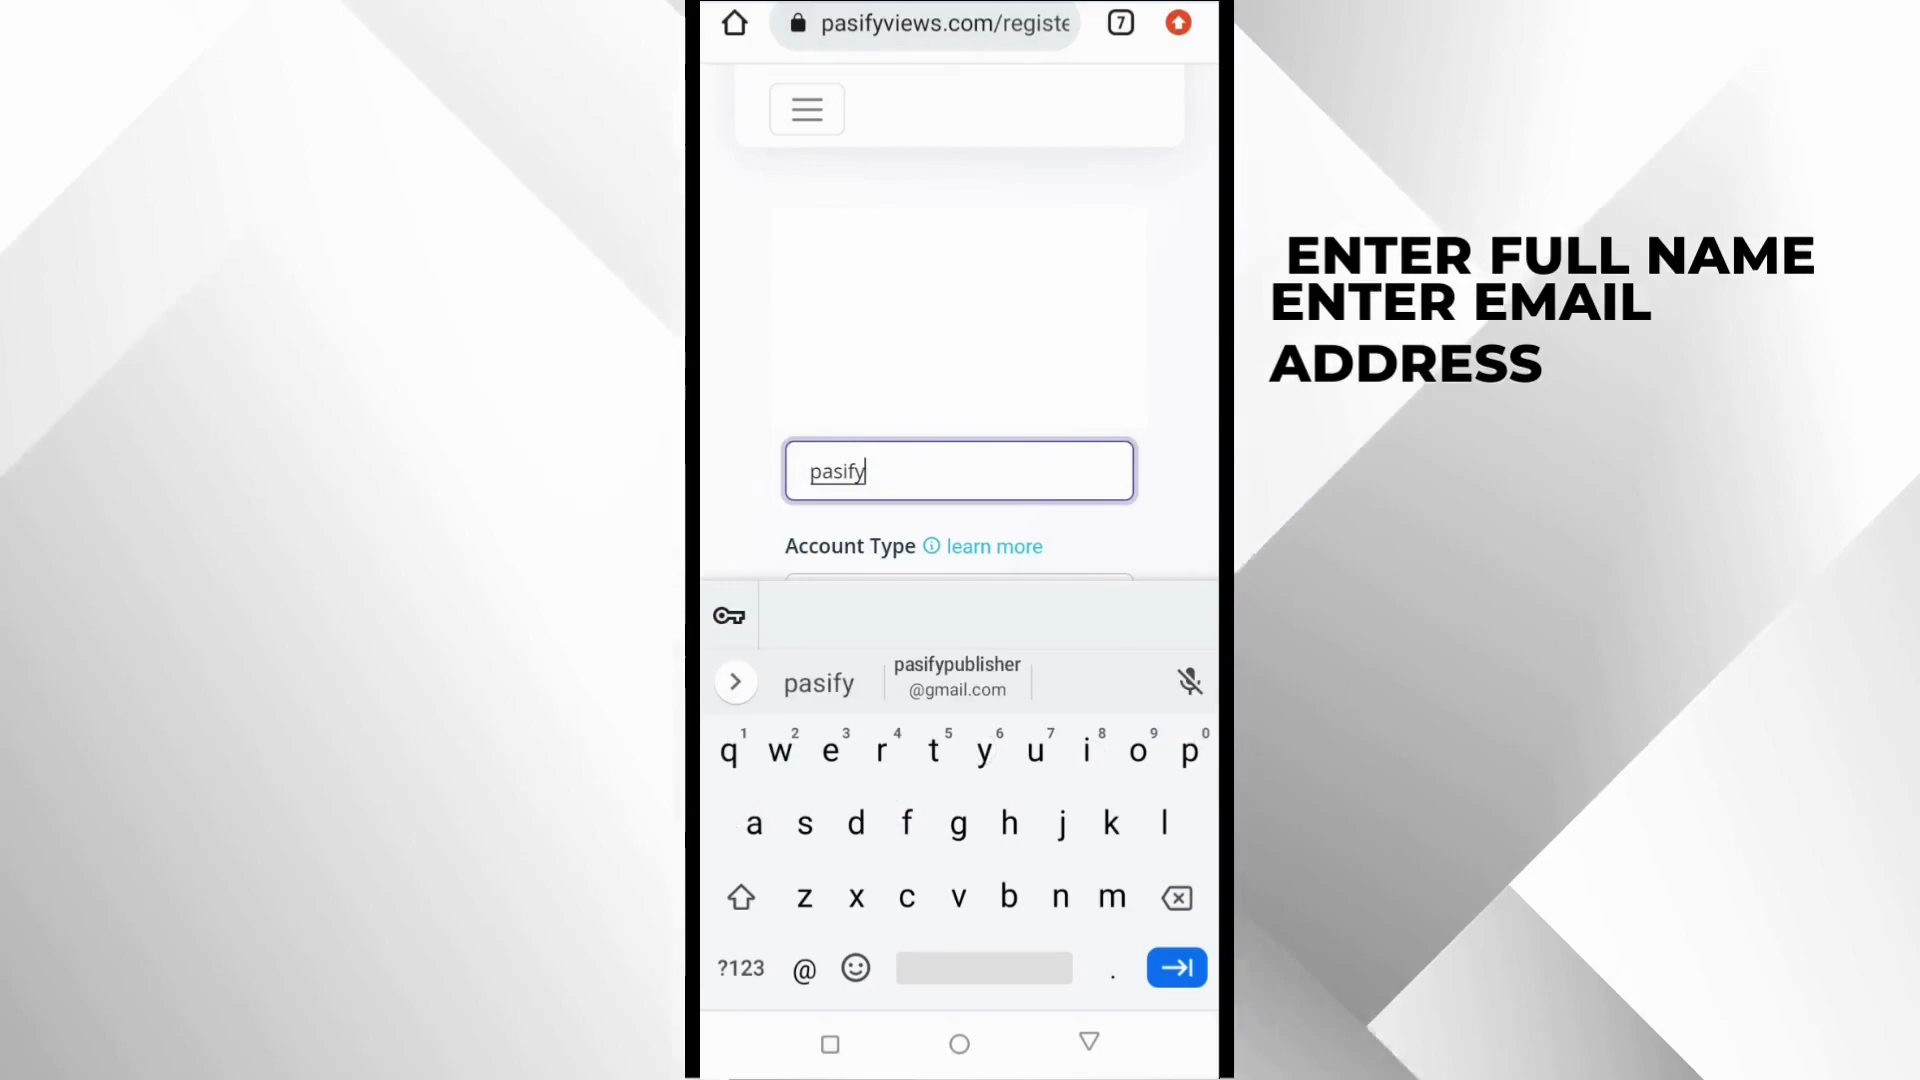 pasifyviews.com/registe
7
ENTER FULL NAME
ENTER EMAIL
ADDRESS
pasify
Account Type learn more
pasify
pasifypublisher
@gmail.com
1 2 3 4 5 6 7 8 9 0
q w e r t y u i o p
a s d f g h j k l
z x c v b n m
?123 @ .